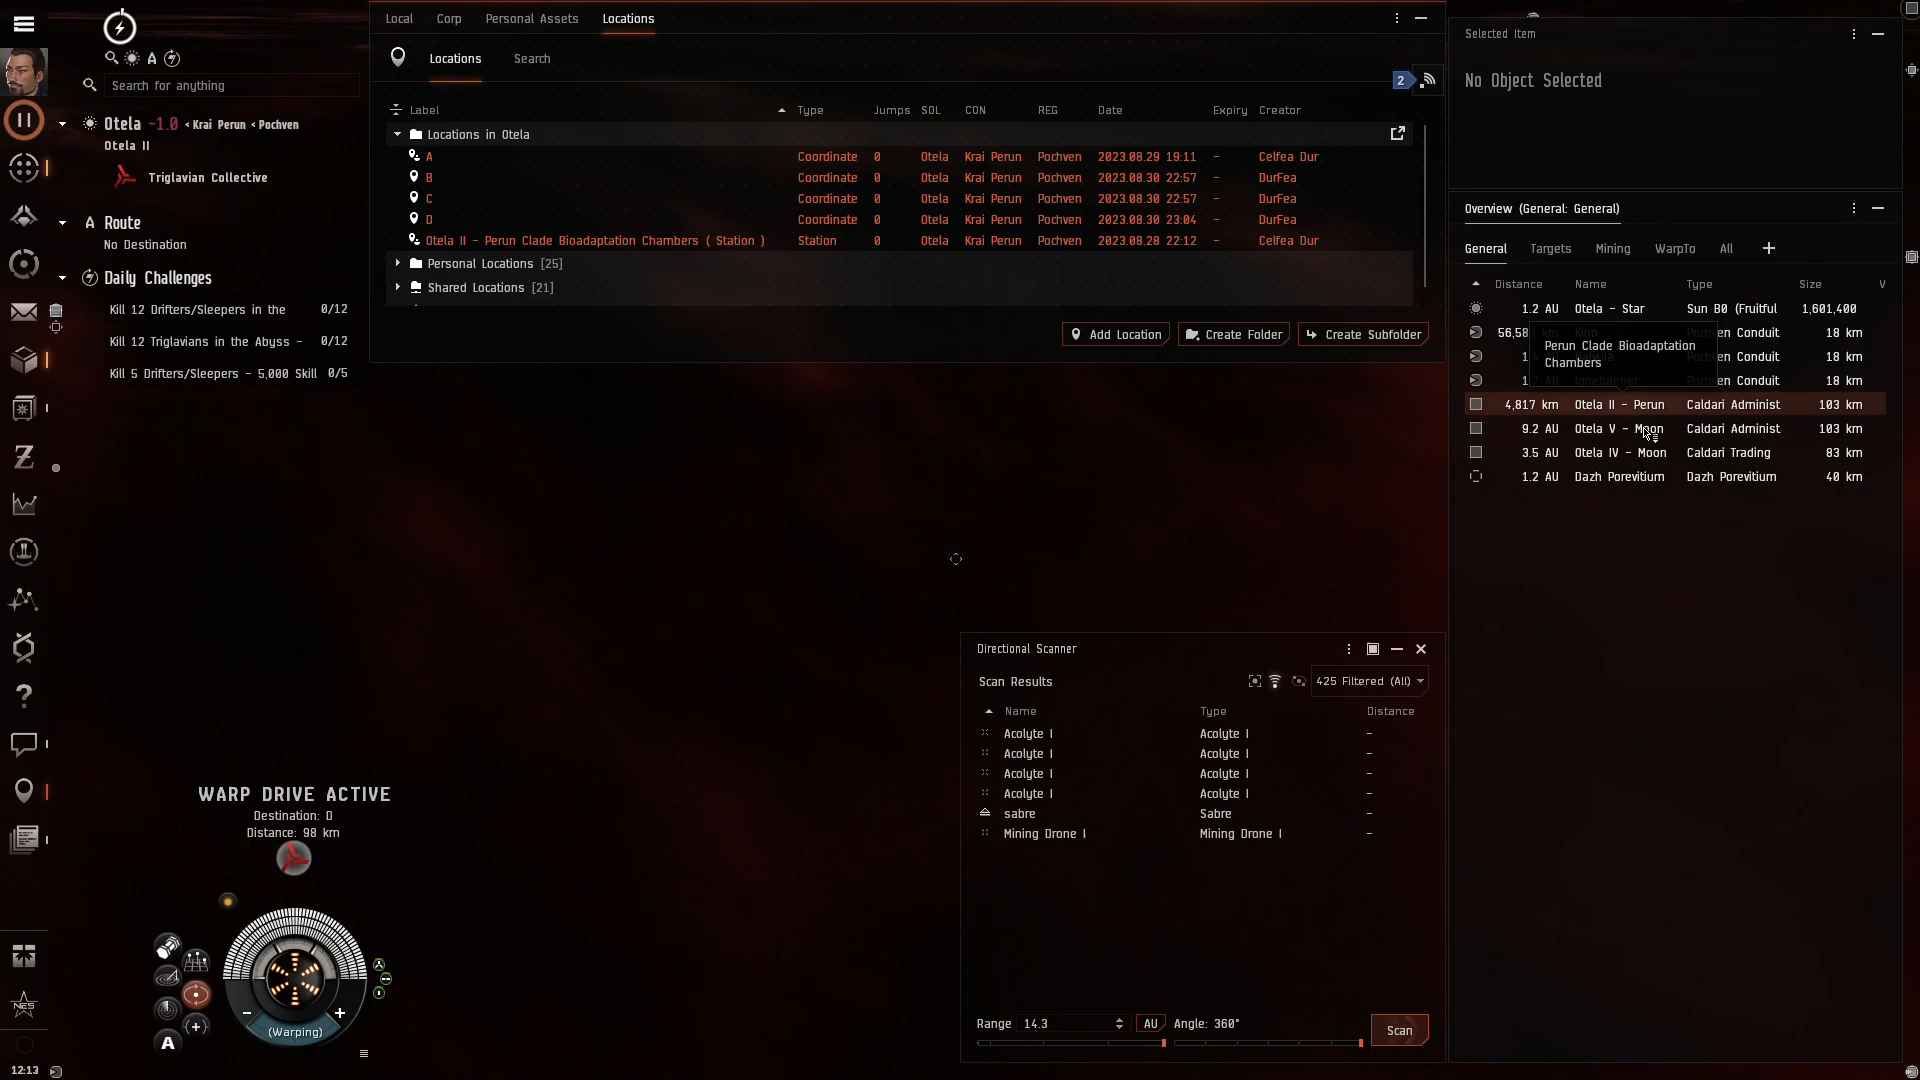 Search for anything
Otela -1.0 < Krai Perun < Pochven
Otela II
Triglavian Collective
A Route
No Destination
Daily Challenges
Kill 12 Drifters/Sleepers in the 0/12
Kill 12 Triglavians in the Abyss - 0/12
Kill 5 Drifters/Sleepers - 5,000 Skill 0/5
Local Corp Personal Assets Locations
Locations Search
2
Label Type Jumps SOL CON REG Date Expiry Creator
Locations in Otela
A Coordinate 0 Otela Krai Perun Pochven 2023.08.29 19:11 - Celfea Dur
B Coordinate 0 Otela Krai Perun Pochven 2023.08.30 22:57 - DurFea
C Coordinate 0 Otela Krai Perun Pochven 2023.08.30 22:57 - DurFea
D Coordinate 0 Otela Krai Perun Pochven 2023.08.30 23:04 - DurFea
Otela II - Perun Clade Bioadaptation Chambers ( Station ) Station 0 Otela Krai Perun Pochven 2023.08.28 22:12 - Celfea Dur
Personal Locations [25]
Shared Locations [21]
Add Location Create Folder Create Subfolder
Selected Item
No Object Selected
Overview (General: General)
General Targets Mining WarpTo All +
Distance Name Type Size V
1.2 AU Otela - Star Sun B0 (Fruitful 1,601,400
Conduit 18 km
Conduit 18 km
Conduit 18 km
Perun Clade Bioadaptation
Chambers
4,817 km Otela II - Perun Caldari Administ 103 km
9.2 AU Otela V - Moon Caldari Administ 103 km
3.5 AU Otela IV - Moon Caldari Trading 83 km
1.2 AU Dazh Porevitium Dazh Porevitium 40 km
Directional Scanner
Scan Results 425 Filtered (All)
Name Type Distance
Acolyte I Acolyte I -
Acolyte I Acolyte I -
Acolyte I Acolyte I -
Acolyte I Acolyte I -
sabre Sabre -
Mining Drone I Mining Drone I -
Range 14.3 AU Angle: 360° Scan
WARP DRIVE ACTIVE
Destination: D
Distance: 98 km
(Warping)
A
NES
12:13